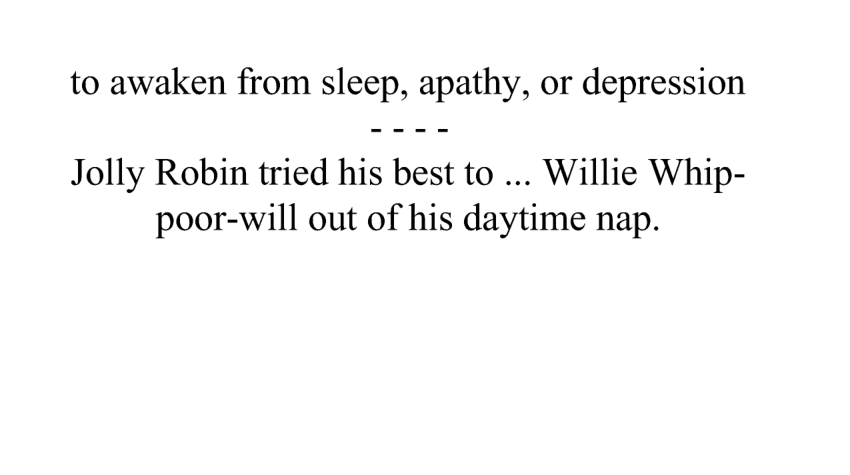 to awaken from sleep, apathy, or depression
- - - -
Jolly Robin tried his best to ... Willie Whip-
poor-will out of his daytime nap.